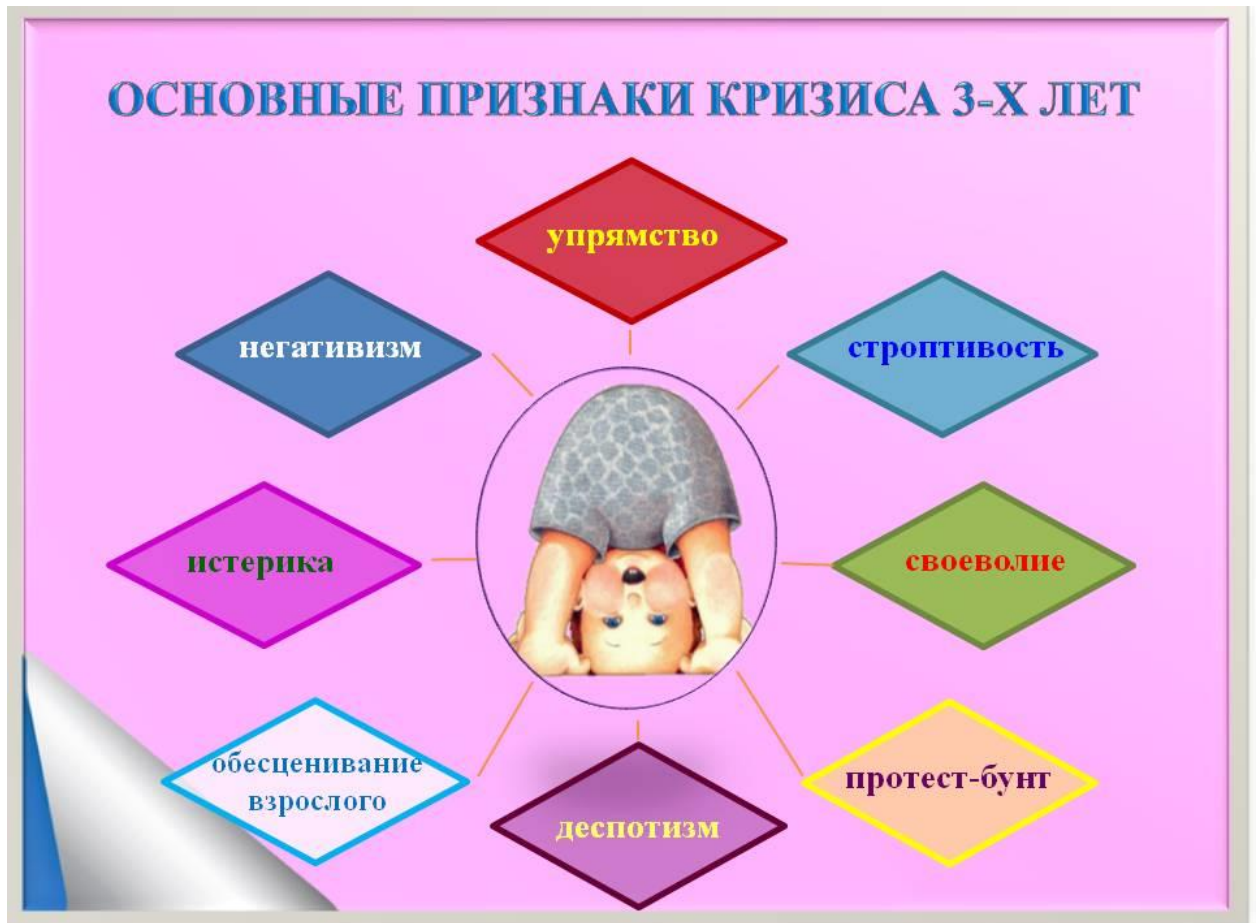 ОСНОВНЫЕ ПРИЗНАКИ КРИЗИСА 3-Х ЛЕТ
упрямство
негативизм
строптивость
истерика
своеволие
обесценивание
взрослого
протест-бунт
деспотизм